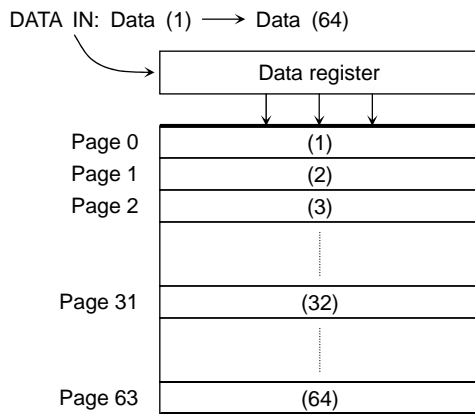 DATA IN: Data (1) → Data (64)
Data register
Page 0 (1)
Page 1 (2)
Page 2 (3)
Page 31 (32)
Page 63 (64)